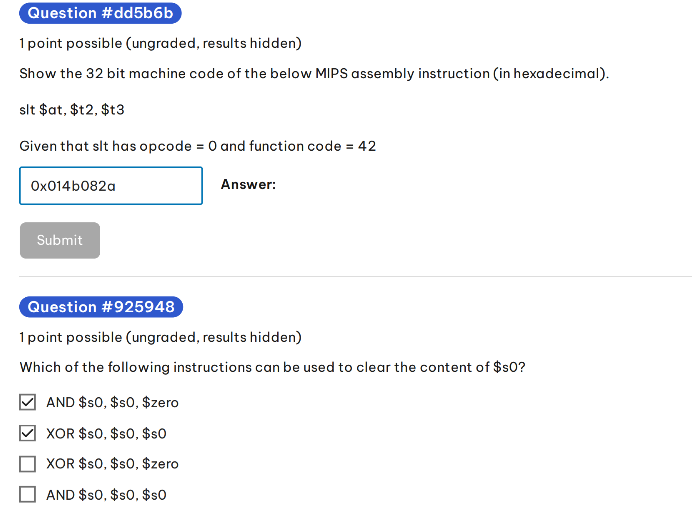 Question #dd5b6b
1 point possible (ungraded, results hidden)
Show the 32 bit machine code of the below MIPS assembly instruction (in hexadecimal).
slt $at, $t2, $t3
Given that slt has opcode = 0 and function code = 42
0x014b082a
Answer:
Submit
Question #925948
1 point possible (ungraded, results hidden)
Which of the following instructions can be used to clear the content of $s0?
AND $s0, $s0, $zero
XOR $s0, $s0, $s0
XOR $s0, $s0, $zero
AND $s0, $s0, $s0